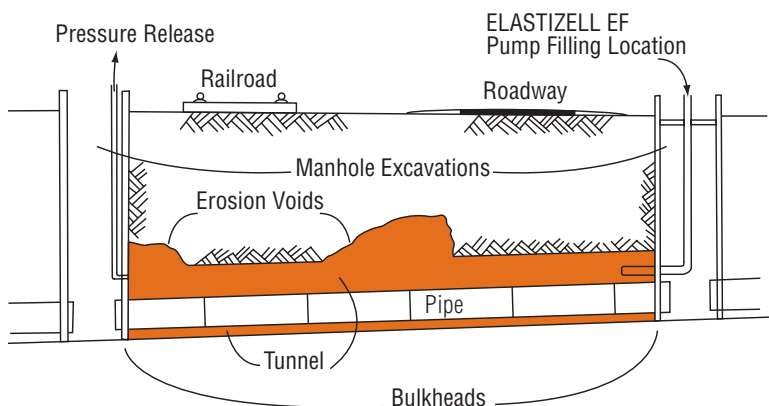 Pressure Release
ELASTIZELL EF
Pump Filling Location
Railroad
Roadway
Manhole Excavations
Erosion Voids
Pipe
Tunnel
Bulkheads